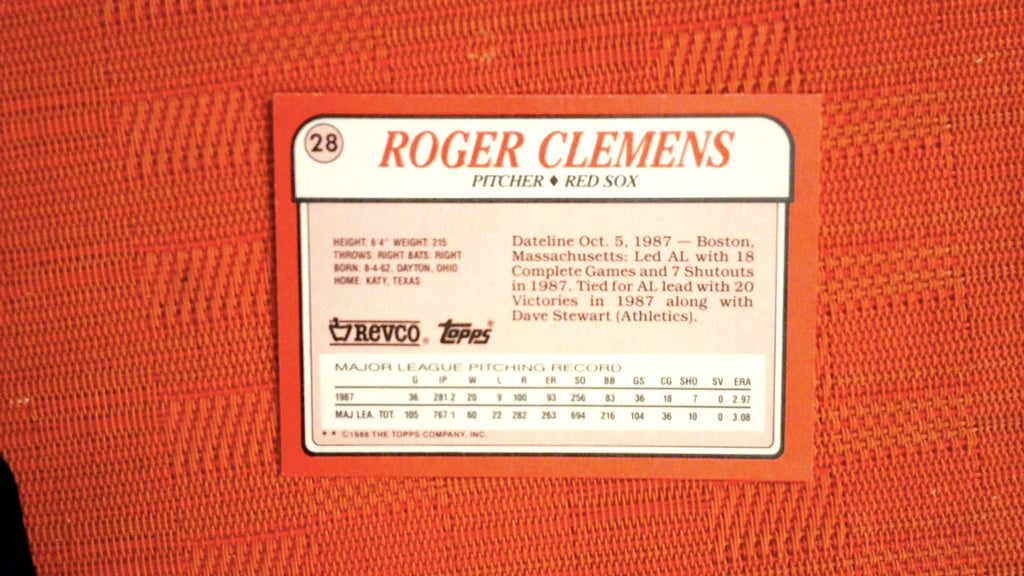 28
ROGER CLEMENS
PITCHER ♦ RED SOX
HEIGHT: 6'4" WEIGHT: 215
THROWS: RIGHT BATS: RIGHT
BORN: 8-4-62, DAYTON, OHIO
HOME: KATY, TEXAS
Dateline Oct. 5, 1987 — Boston,
Massachusetts: Led AL with 18
Complete Games and 7 Shutouts
in 1987. Tied for AL lead with 20
Victories in 1987 along with
Dave Stewart (Athletics).
REVCO® topps®
MAJOR LEAGUE PITCHING RECORD
G IP W L R ER SO BB GS CG SHO SV ERA
1987 36 281.2 20 9 100 93 256 83 36 18 7 0 2.97
MAJ LEA. TOT. 105 767.1 60 22 282 263 694 216 104 36 10 0 3.08
★ ★ ©1988 THE TOPPS COMPANY, INC.